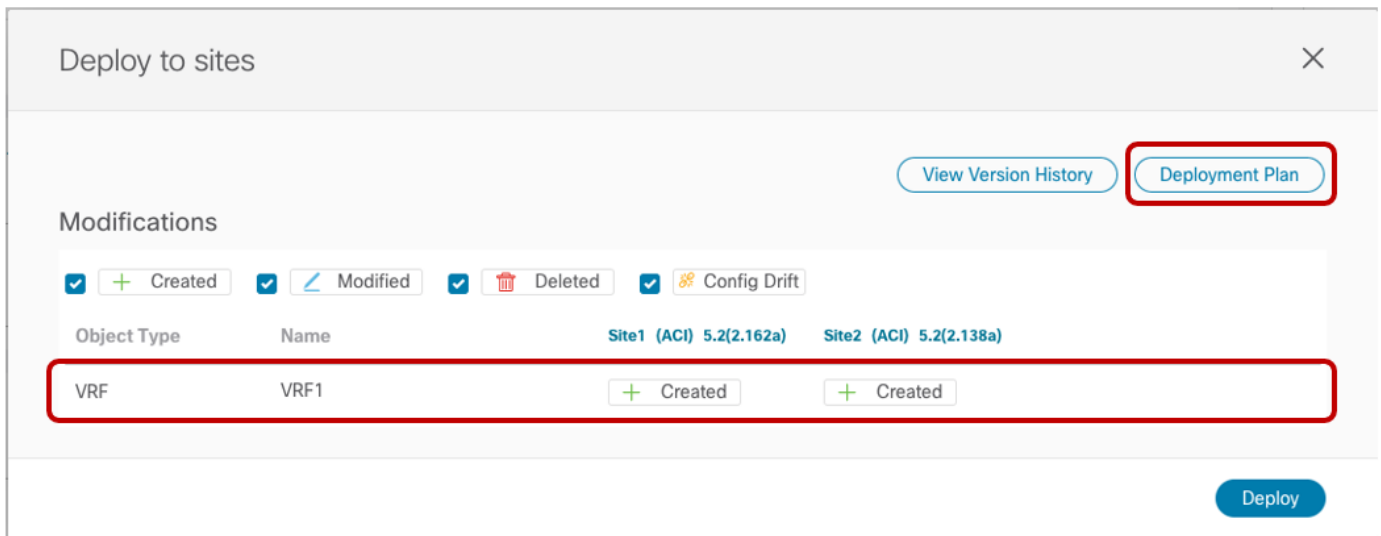 Deploy to sites
View Version History Deployment Plan
Modifications
Created Modified Deleted Config Drift
Object Type Name Site1 (ACI) 5.2(2.162a) Site2 (ACI) 5.2(2.138a)
VRF VRF1 Created Created
Deploy